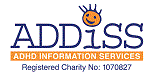 ADDiSS
ADHD INFORMATION SERVICES
Registered Charity No: 1070827